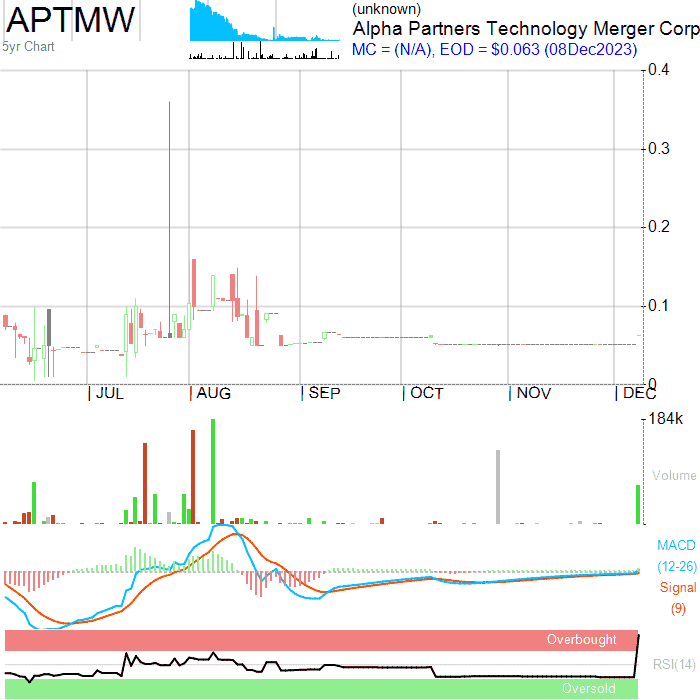 APTMW
5yr Chart
(unknown)
Alpha Partners Technology Merger Corp
MC = (N/A), EOD = $0.063 (08Dec2023)
0.4
0.3
0.2
0.1
0
JUL
AUG
SEP
OCT
NOV
DEC
184k
Volume
MACD
(12-26)
Signal
(9)
Overbought
RSI(14)
Oversold